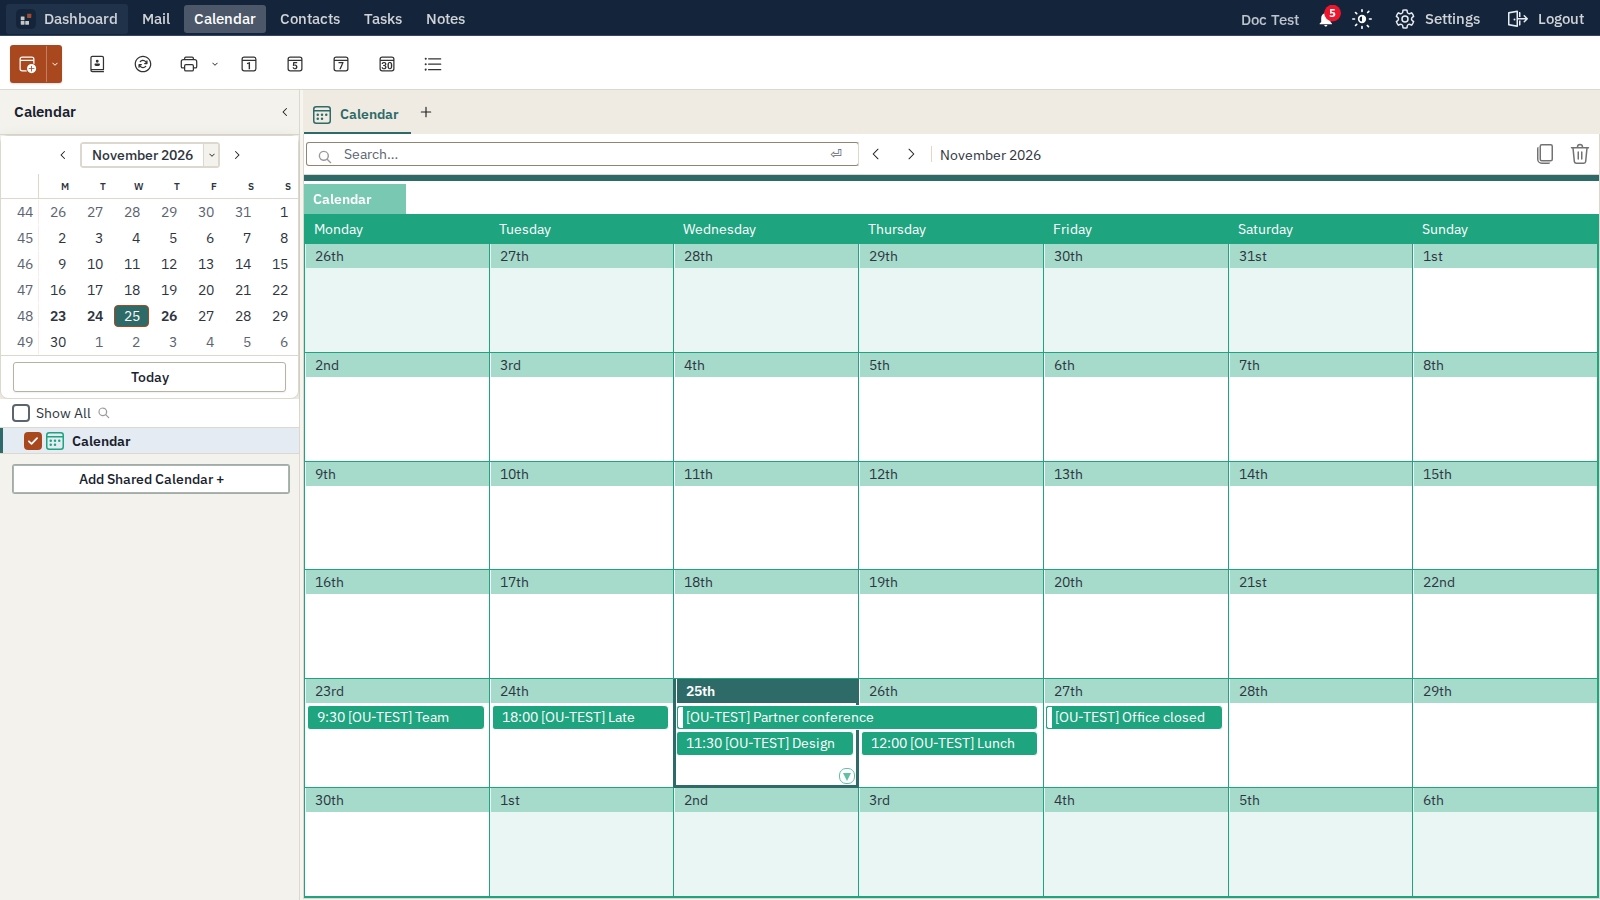 Dashboard Mail Calendar Contacts Tasks Notes Doc Test 5 Settings Logout
1 5 7 30
Calendar
November 2026
M T W T F S S
44 26 27 28 29 30 31 1
45 2 3 4 5 6 7 8
46 9 10 11 12 13 14 15
47 16 17 18 19 20 21 22
48 23 24 25 26 27 28 29
49 30 1 2 3 4 5 6
Today
Show All
Calendar
Add Shared Calendar +
Calendar +
Search... November 2026
Calendar
Monday Tuesday Wednesday Thursday Friday Saturday Sunday
26th 27th 28th 29th 30th 31st 1st
2nd 3rd 4th 5th 6th 7th 8th
9th 10th 11th 12th 13th 14th 15th
16th 17th 18th 19th 20th 21st 22nd
23rd 24th 25th 26th 27th 28th 29th
9:30 [OU-TEST] Team 18:00 [OU-TEST] Late [OU-TEST] Partner conference [OU-TEST] Office closed
11:30 [OU-TEST] Design 12:00 [OU-TEST] Lunch
30th 1st 2nd 3rd 4th 5th 6th